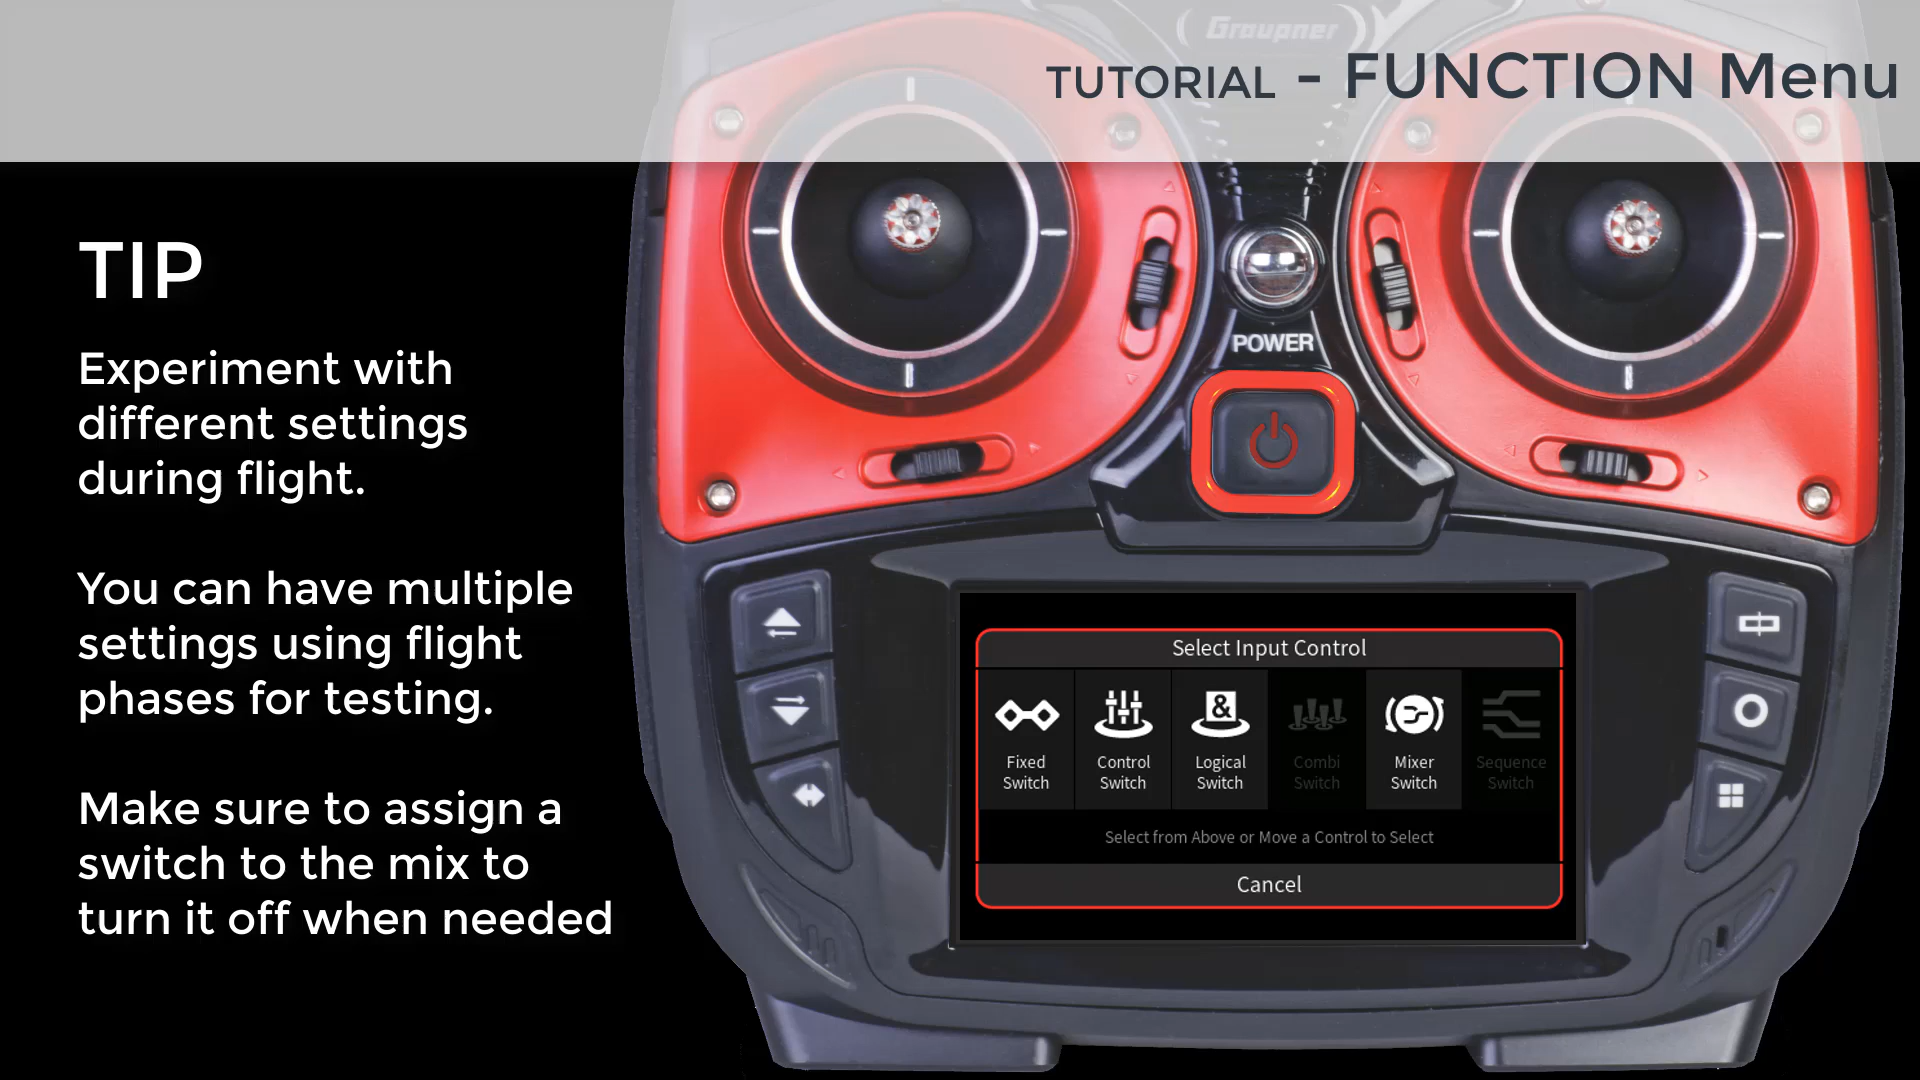 Graupner
TUTORIAL - FUNCTION Menu
TIP
Experiment with
different settings
during flight.
You can have multiple
settings using flight
phases for testing.
Make sure to assign a
switch to the mix to
turn it off when needed
POWER
Select Input Control
Fixed Switch
Control Switch
Logical Switch
Combi Switch
Mixer Switch
Sequence Switch
Select from Above or Move a Control to Select
Cancel